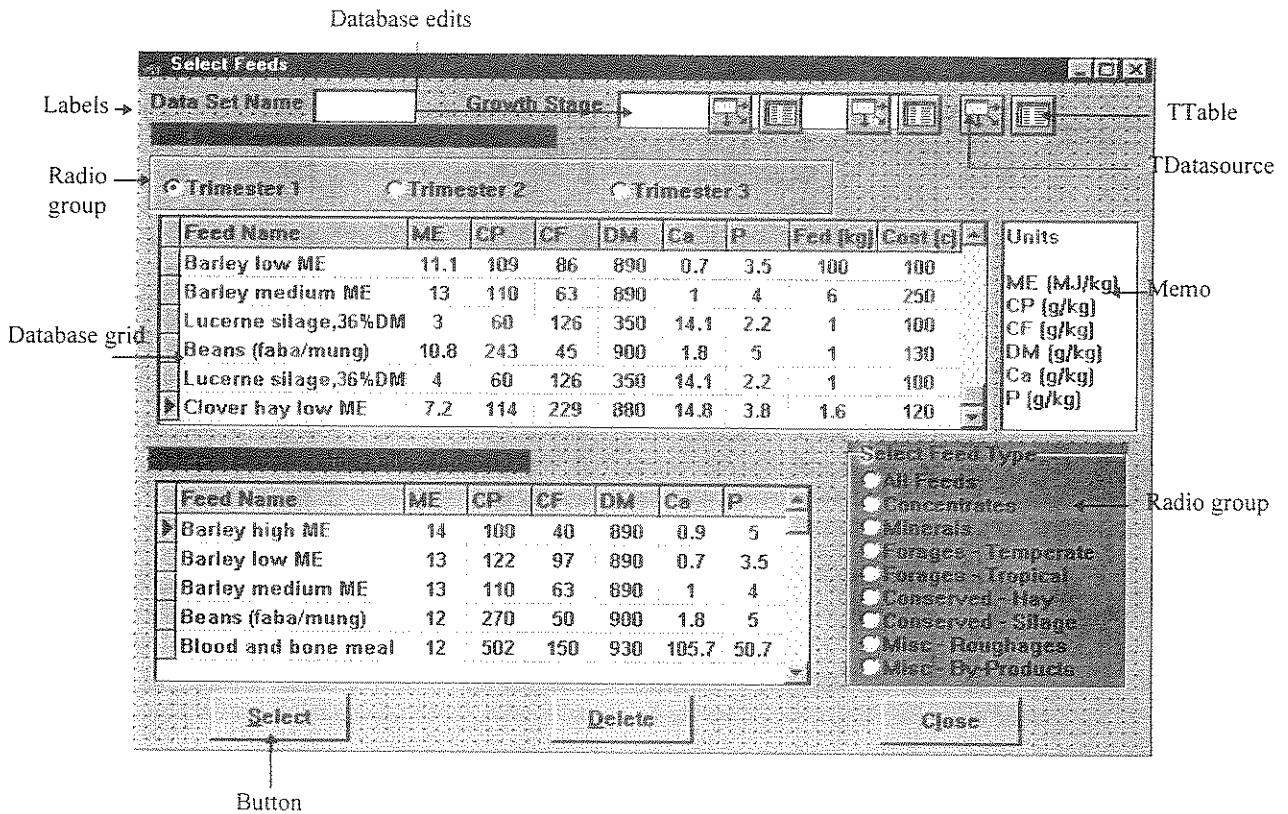 Database edits
Select Feeds
Labels
Data Set Name
Growth Stage
TTable
TDatasource
Radio group
Trimester 1 Trimester 2 Trimester 3
Feed Name ME CP CF DM Ca P Fed (kg) Cost (c)
Barley low ME 11.1 109 86 890 0.7 3.5 100 100
Barley medium ME 13 110 63 890 1 4 6 250
Lucerne silage,36%DM 3 60 126 350 14.1 2.2 1 100
Beans (faba/mung) 10.8 243 45 900 1.8 5 1 130
Lucerne silage,36%DM 4 60 126 350 14.1 2.2 1 100
Clover hay low ME 7.2 114 229 880 14.8 3.8 1.6 120
Database grid
Units
ME (MJ/kg)
CP (g/kg)
CF (g/kg)
DM (g/kg)
Ca (g/kg)
P (g/kg)
Memo
Feed Name ME CP CF DM Ca P
Barley high ME 14 100 40 890 0.9 5
Barley low ME 13 122 97 890 0.7 3.5
Barley medium ME 13 110 63 890 1 4
Beans (faba/mung) 12 270 50 900 1.8 5
Blood and bone meal 12 502 150 930 105.7 50.7
Select Feed Type
All Feeds
Concentrates
Minerals
Forages - Temperate
Forages - Tropical
Conserved - Hay
Conserved - Silage
Misc - Roughages
Misc - By-Products
Radio group
Select Delete Close
Button